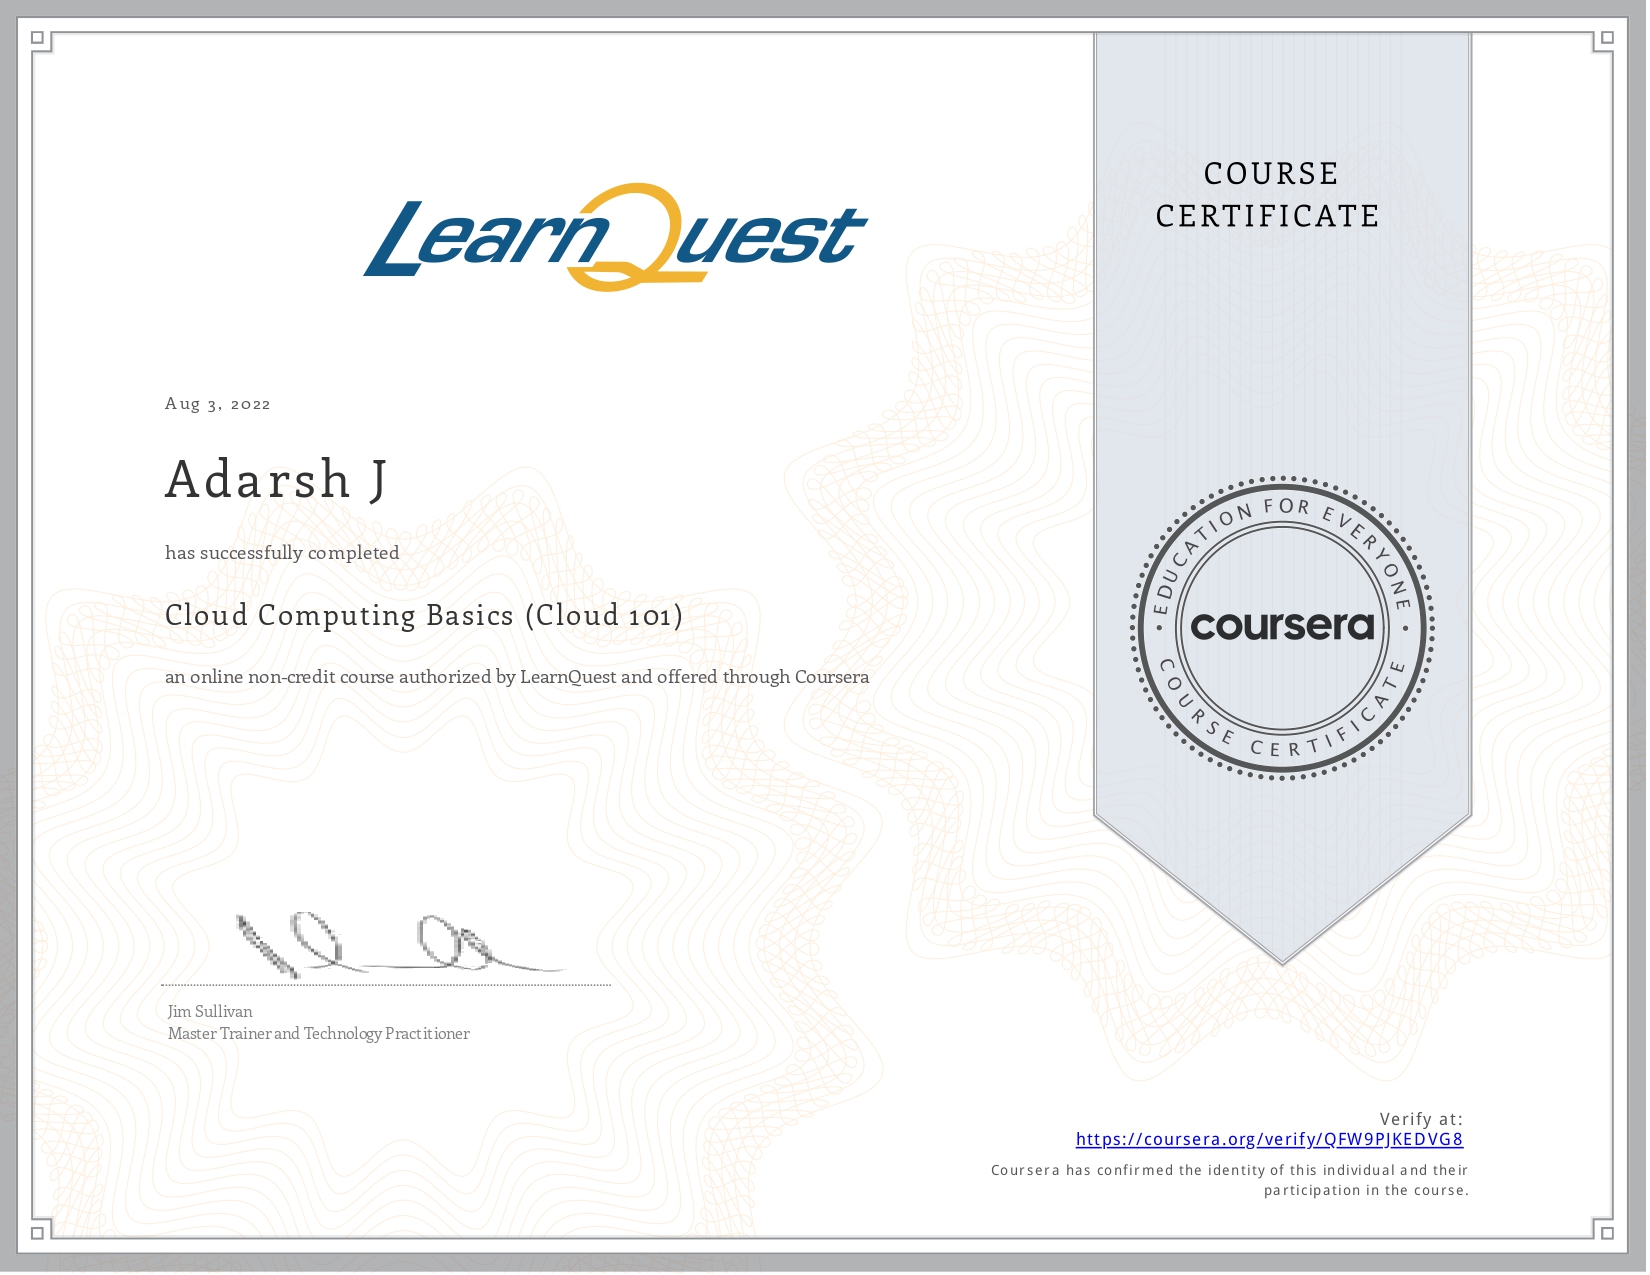 LearnQuest
COURSE
CERTIFICATE
Aug 3, 2022
Adarsh J
has successfully completed
Cloud Computing Basics (Cloud 101)
an online non-credit course authorized by LearnQuest and offered through Coursera
• EDUCATION FOR EVERYONE •
coursera
COURSE CERTIFICATE
Jim Sullivan
Master Trainer and Technology Practitioner
Verify at:
https://coursera.org/verify/QFW9PJKEDVG8
Coursera has confirmed the identity of this individual and their
participation in the course.